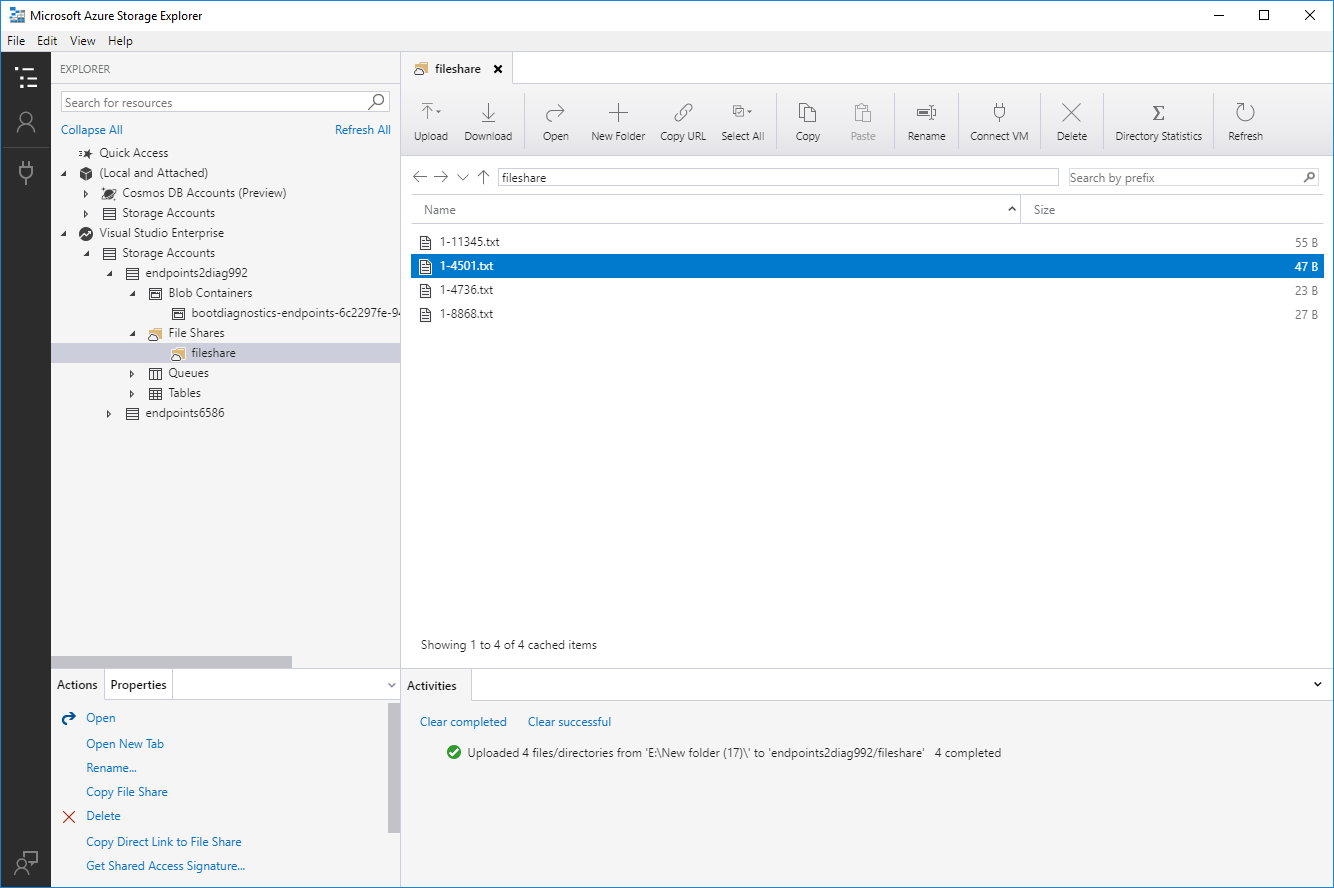 Microsoft Azure Storage Explorer
File Edit View Help
EXPLORER
Search for resources
Collapse All Refresh All
Quick Access
(Local and Attached)
Cosmos DB Accounts (Preview)
Storage Accounts
Visual Studio Enterprise
Storage Accounts
endpoints2diag992
Blob Containers
bootdiagnostics-endpoints-6c2297fe-94
File Shares
fileshare
Queues
Tables
endpoints6586
Actions Properties
Open
Open New Tab
Rename...
Copy File Share
Delete
Copy Direct Link to File Share
Get Shared Access Signature...
fileshare
Upload Download Open New Folder Copy URL Select All Copy Paste Rename Connect VM Delete Directory Statistics Refresh
fileshare Search by prefix
Name Size
1-11345.txt 55 B
1-4501.txt 47 B
1-4736.txt 23 B
1-8868.txt 27 B
Showing 1 to 4 of 4 cached items
Activities
Clear completed Clear successful
Uploaded 4 files/directories from 'E:\New folder (17)\' to 'endpoints2diag992/fileshare' 4 completed